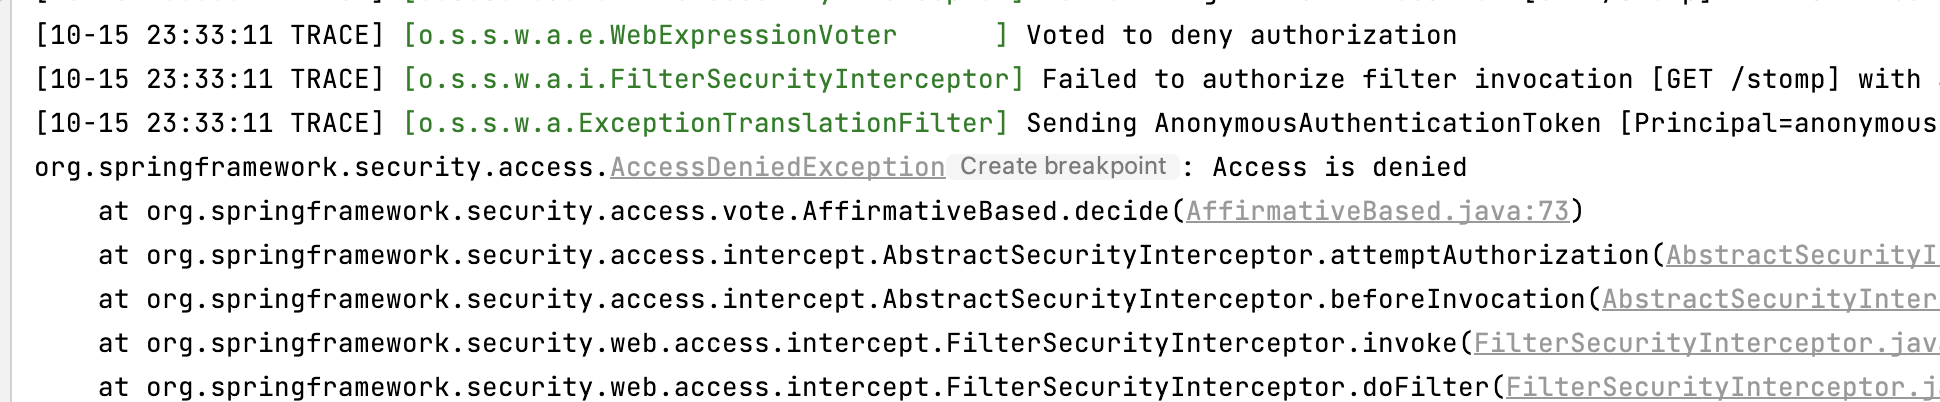 [10-15 23:33:11 TRACE] [o.s.s.w.a.e.WebExpressionVoter      ] Voted to deny authorization
[10-15 23:33:11 TRACE] [o.s.s.w.a.i.FilterSecurityInterceptor] Failed to authorize filter invocation [GET /stomp] with
[10-15 23:33:11 TRACE] [o.s.s.w.a.ExceptionTranslationFilter] Sending AnonymousAuthenticationToken [Principal=anonymous
org.springframework.security.access.AccessDeniedException Create breakpoint : Access is denied
    at org.springframework.security.access.vote.AffirmativeBased.decide(AffirmativeBased.java:73)
    at org.springframework.security.access.intercept.AbstractSecurityInterceptor.attemptAuthorization(AbstractSecurityI
    at org.springframework.security.access.intercept.AbstractSecurityInterceptor.beforeInvocation(AbstractSecurityInter
    at org.springframework.security.web.access.intercept.FilterSecurityInterceptor.invoke(FilterSecurityInterceptor.jav
    at org.springframework.security.web.access.intercept.FilterSecurityInterceptor.doFilter(FilterSecurityInterceptor.j